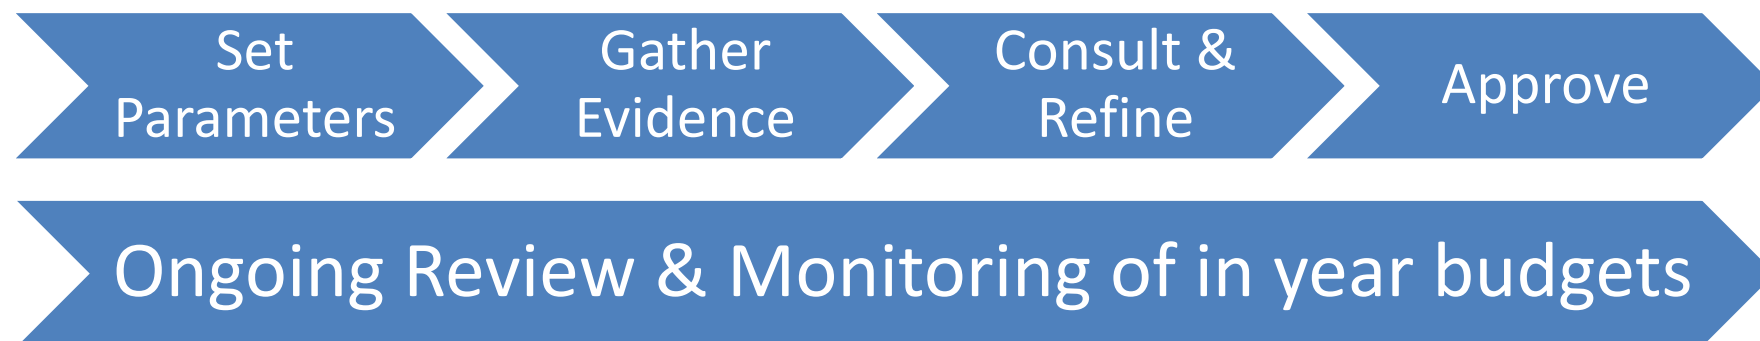 Set
Parameters
Gather
Evidence
Consult &
Refine
Approve
Ongoing Review & Monitoring of in year budgets